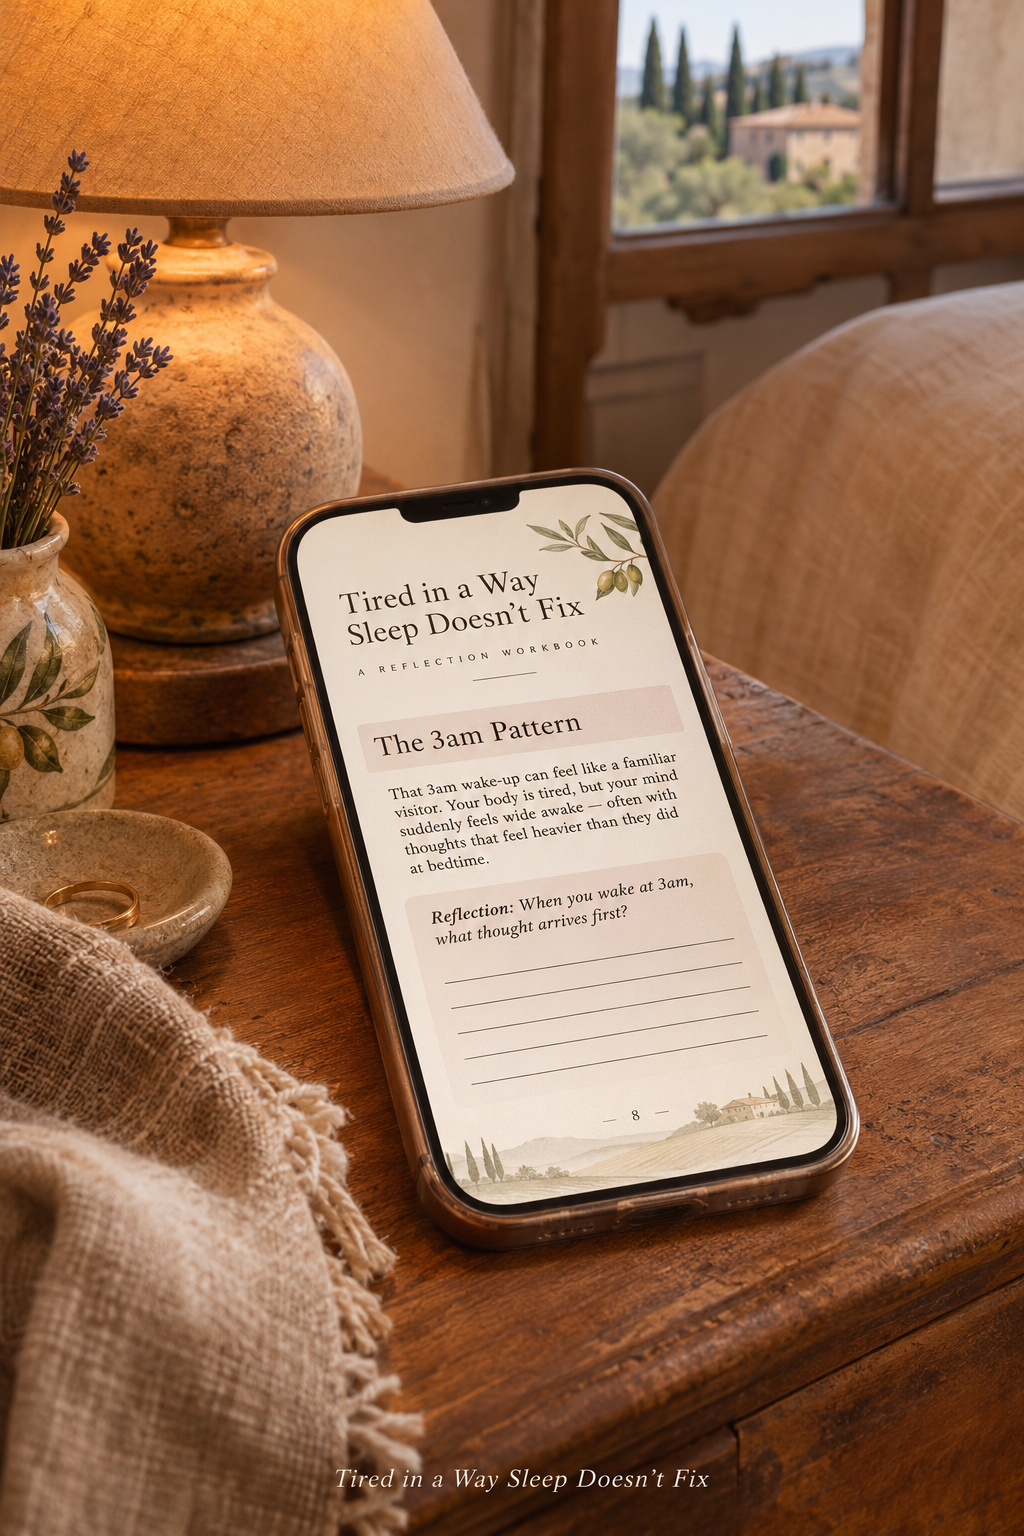 Tired in a Way
Sleep Doesn't Fix
A REFLECTION WORKBOOK
The 3am Pattern
That 3am wake-up can feel like a familiar
visitor. Your body is tired, but your mind
suddenly feels wide awake — often with
thoughts that feel heavier than they did
at bedtime.
Reflection: When you wake at 3am,
what thought arrives first?
— 8 —
Tired in a Way Sleep Doesn't Fix